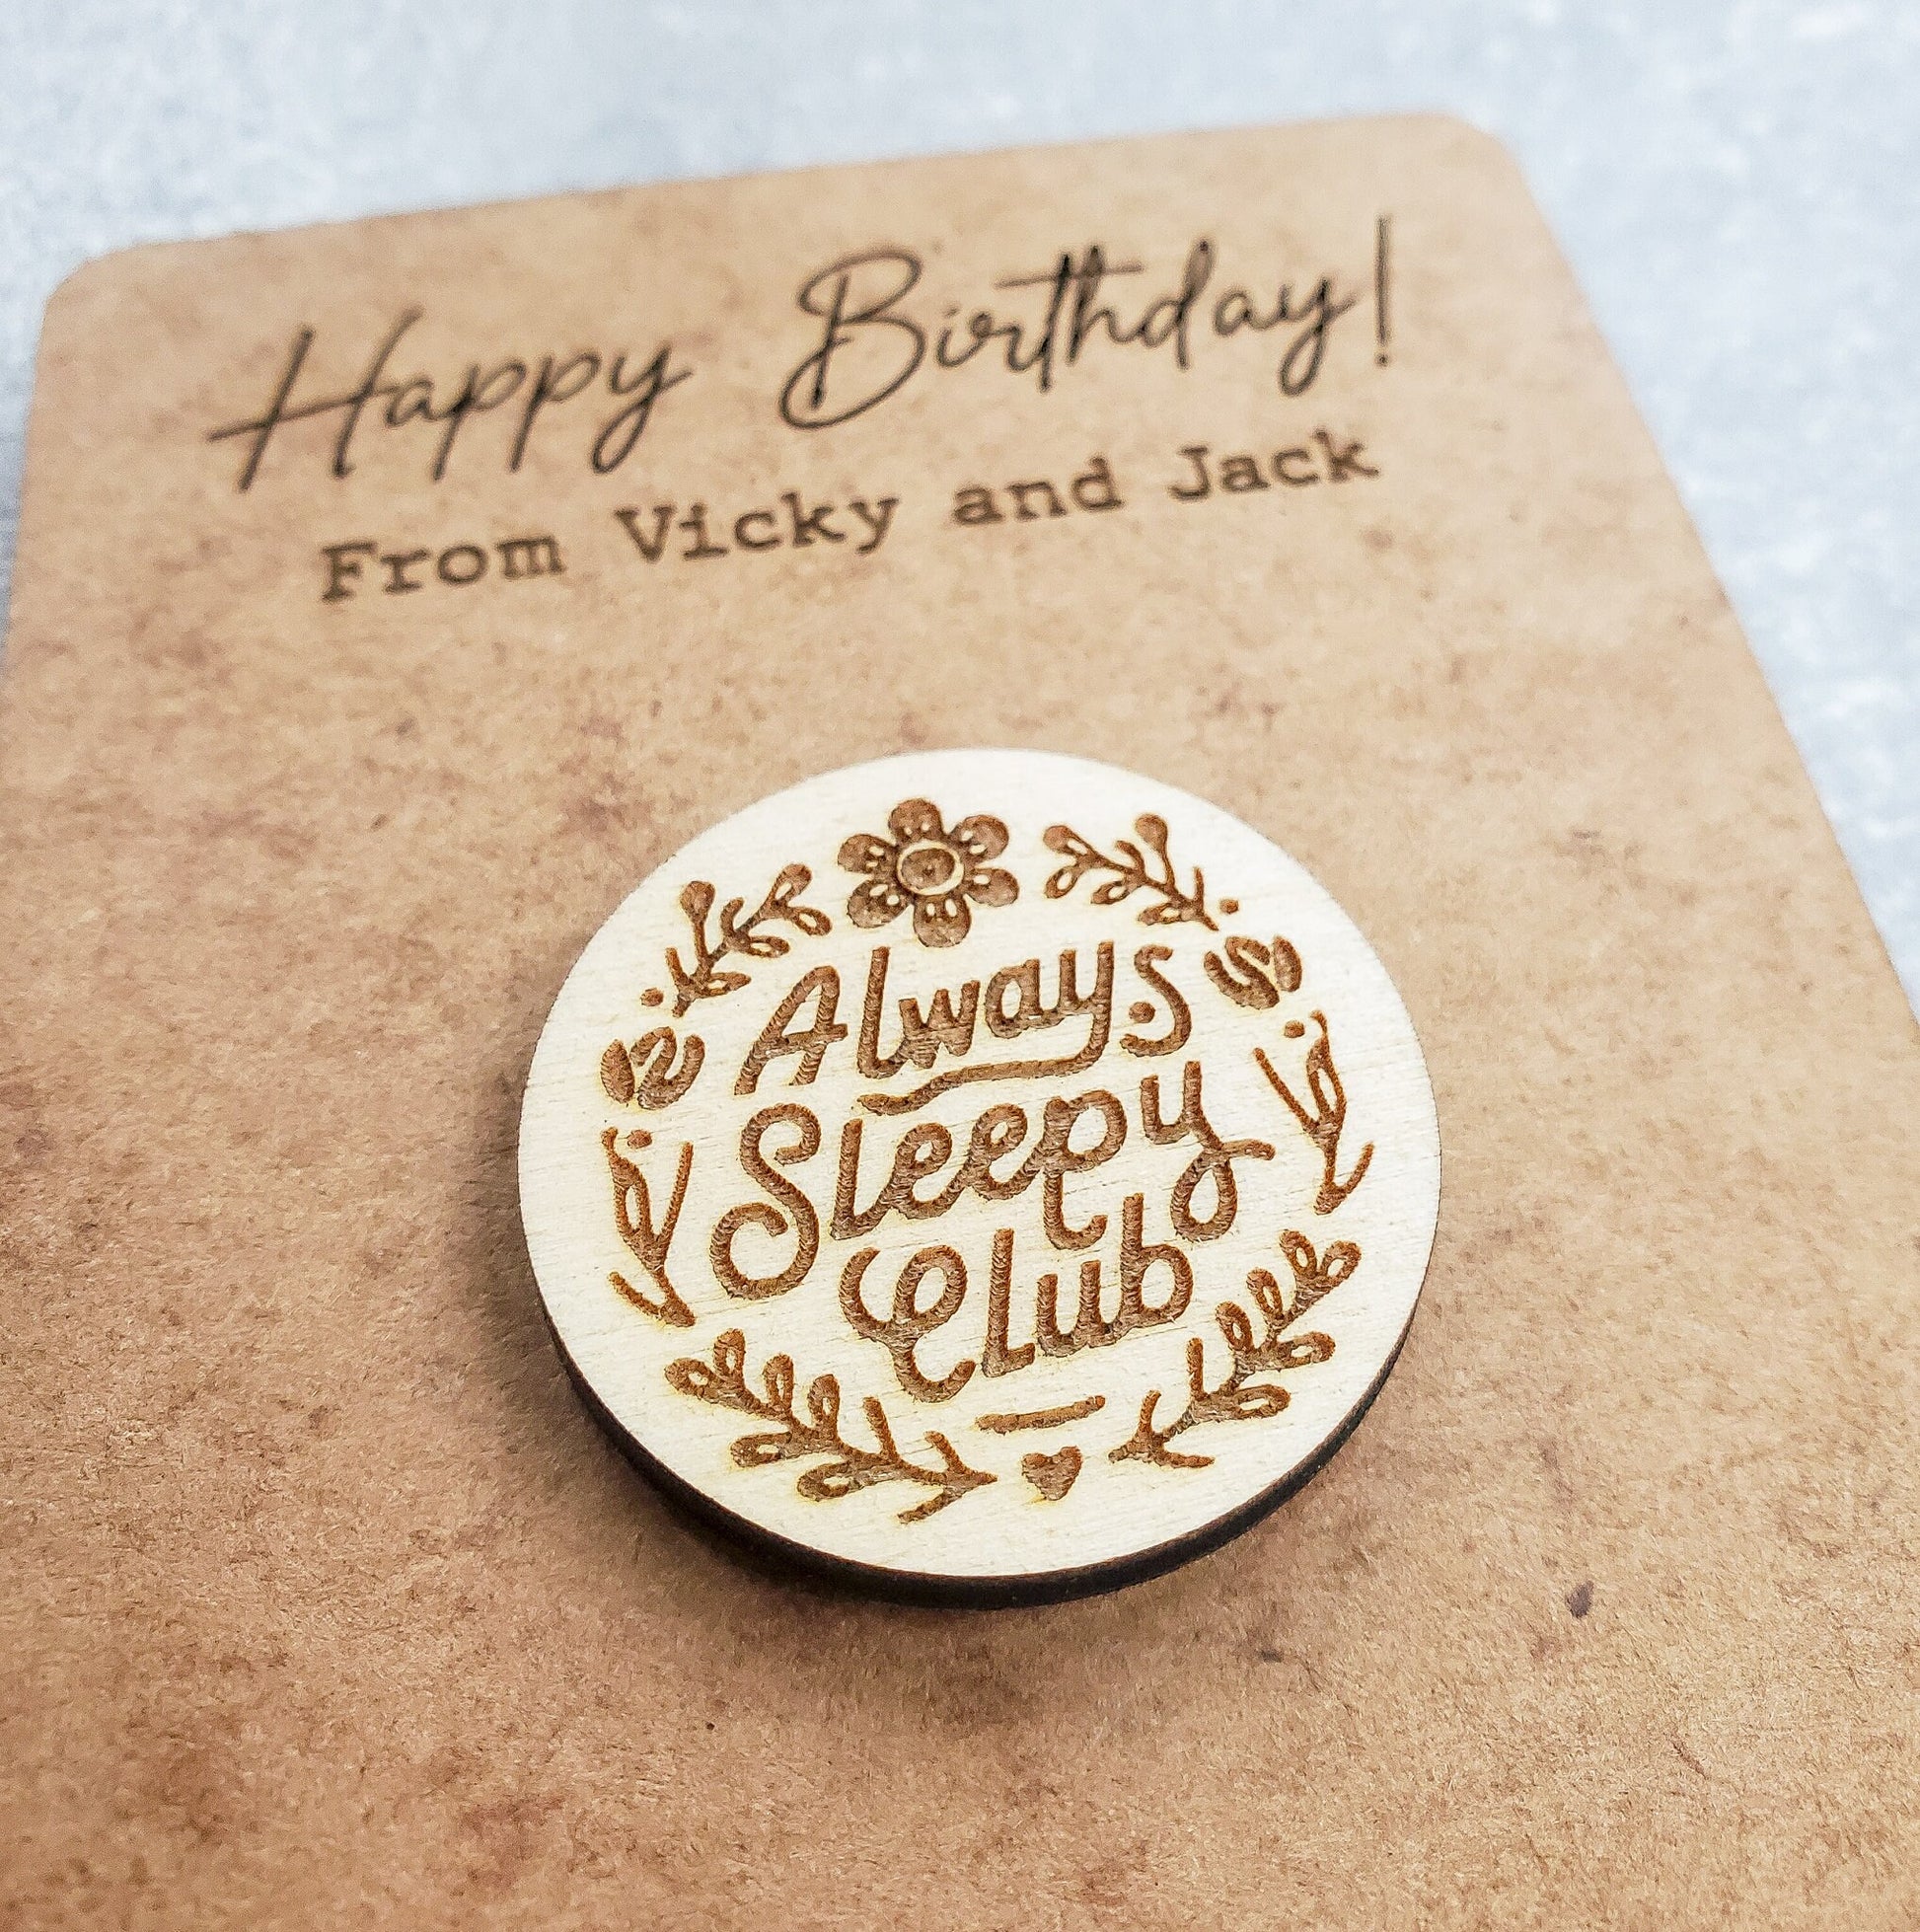 Happy Birthday!
From Vicky and Jack
Always
Sleepy
Club